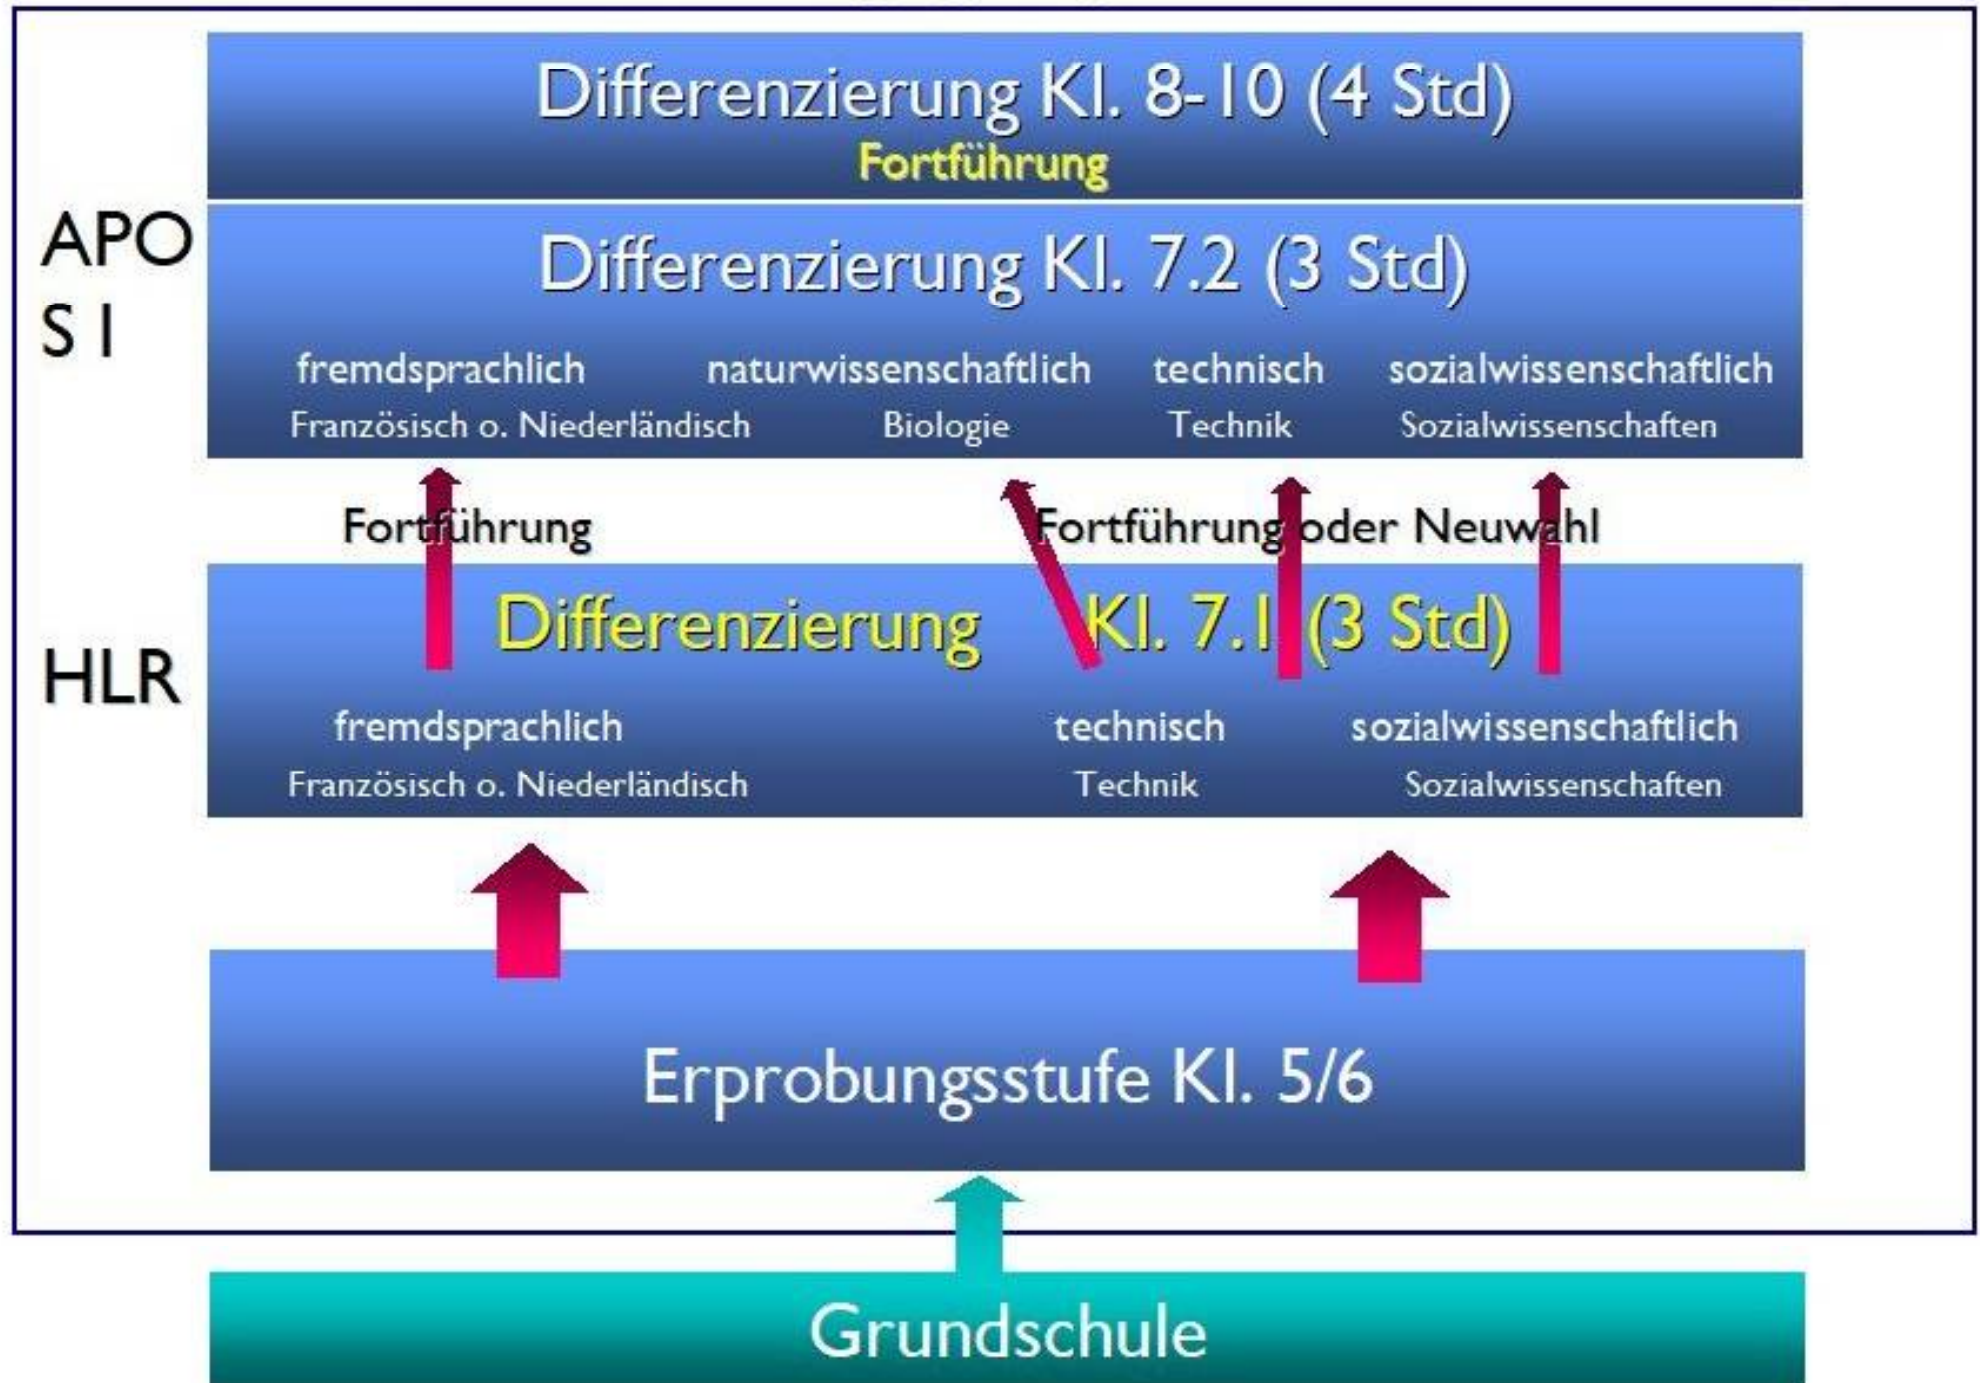 Differenzierung Kl. 8-10 (4 Std)
Fortführung
APO
S I
Differenzierung Kl. 7.2 (3 Std)
fremdsprachlich naturwissenschaftlich technisch sozialwissenschaftlich
Französisch o. Niederländisch Biologie Technik Sozialwissenschaften
Fortführung Fortführung oder Neuwahl
HLR
Differenzierung Kl. 7.1 (3 Std)
fremdsprachlich technisch sozialwissenschaftlich
Französisch o. Niederländisch Technik Sozialwissenschaften
Erprobungsstufe Kl. 5/6
Grundschule